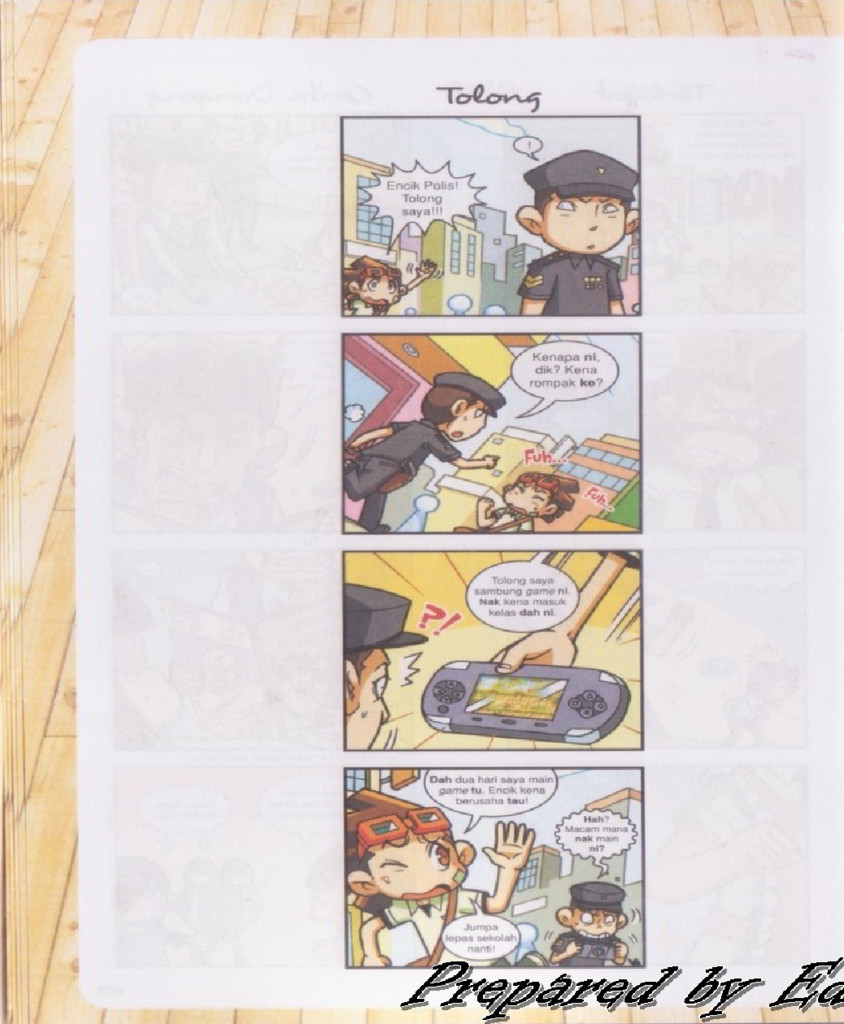 Tolong
!
Encik Polis!
Tolong
saya!!!
Kenapa ni,
dik? Kena
rompak ke?
Fuh...
Fuh..
Tolong saya
sambung game ni.
Nak kena masuk
kelas dah ni.
?!
Dah dua hari saya main
game tu. Encik kena
berusaha tau!
Hah?
Macam mana
nak main
ni?
Jumpa
lepas sekolah
nanti!
Prepared by Ed